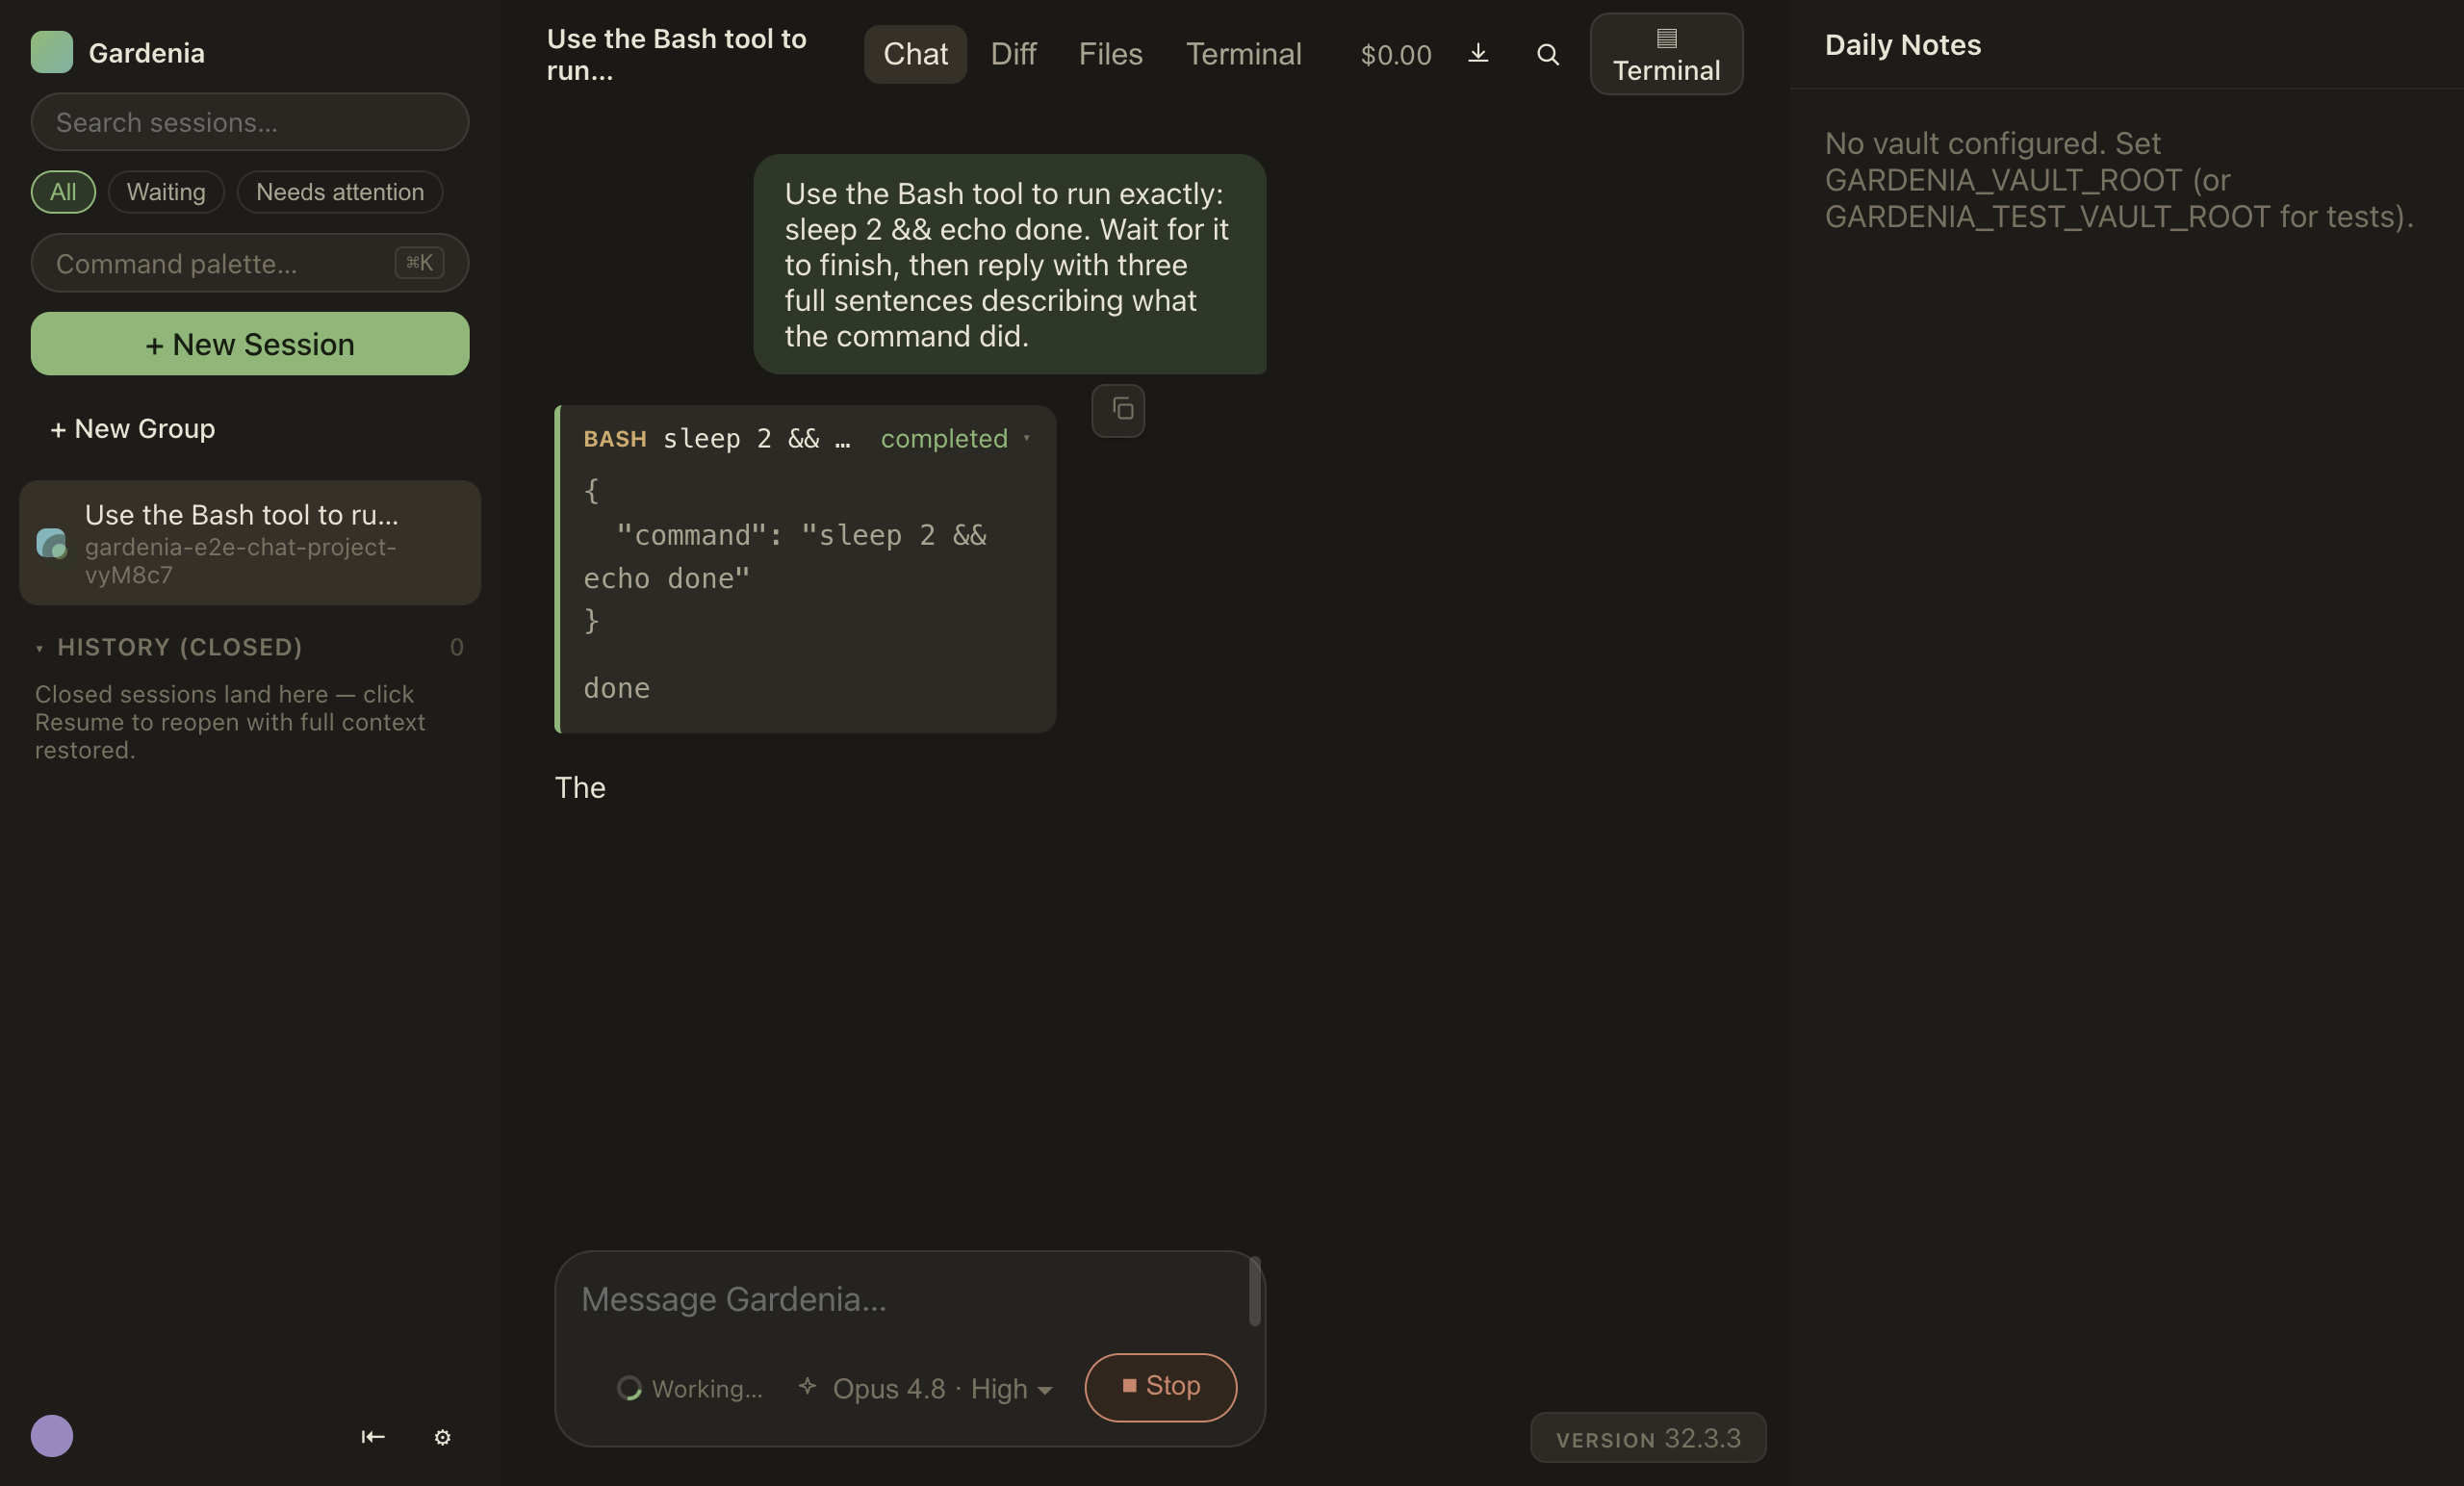 Gardenia
Search sessions...
All
Waiting
Needs attention
Command palette...
⌘K
+ New Session
+ New Group
Use the Bash tool to ru...
gardenia-e2e-chat-project-
vyM8c7
HISTORY (CLOSED)
0
Closed sessions land here — click
Resume to reopen with full context
restored.
Use the Bash tool to
run...
Chat
Diff
Files
Terminal
$0.00
Terminal
Use the Bash tool to run exactly:
sleep 2 && echo done. Wait for it
to finish, then reply with three
full sentences describing what
the command did.
BASH sleep 2 && … completed
{
"command": "sleep 2 &&
echo done"
}
done
The
Message Gardenia...
Working...
Opus 4.8 · High
Stop
VERSION 32.3.3
Daily Notes
No vault configured. Set
GARDENIA_VAULT_ROOT (or
GARDENIA_TEST_VAULT_ROOT for tests).